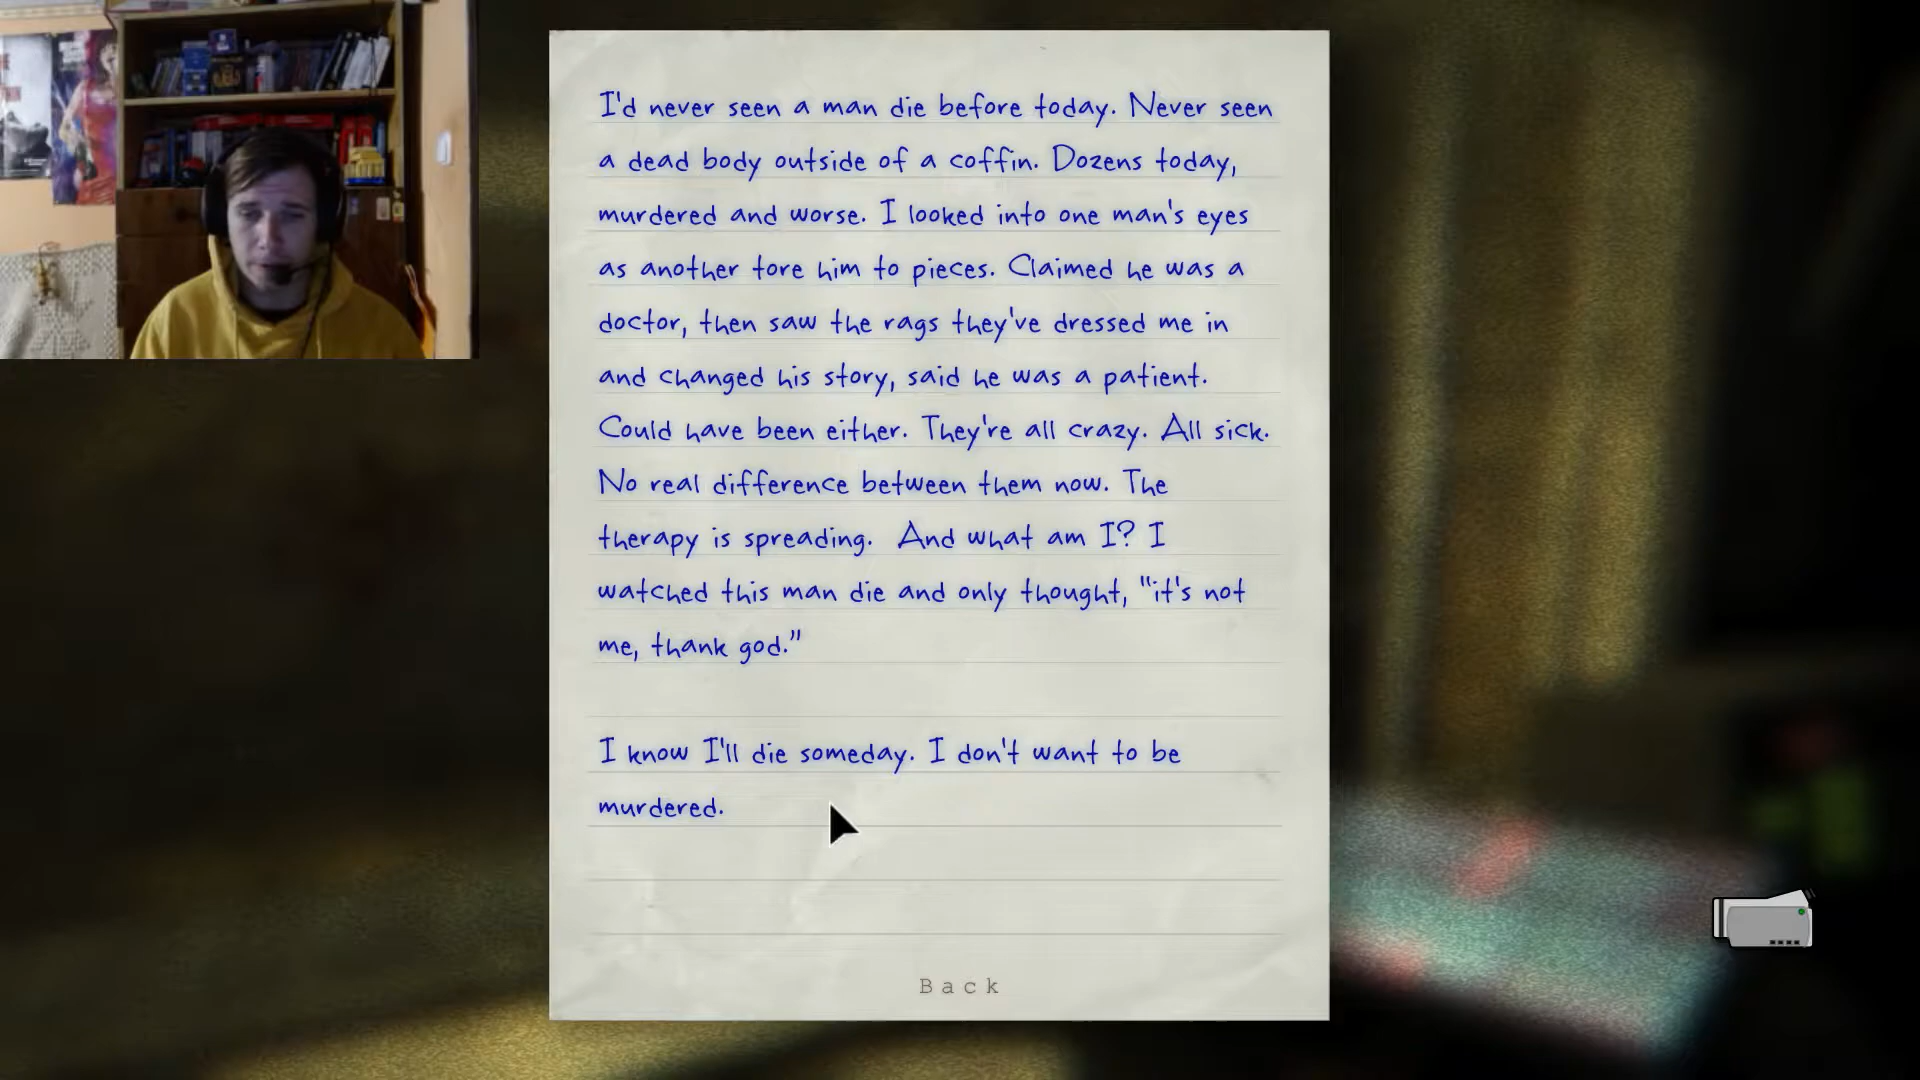 I'd never seen a man die before today. Never seen
a dead body outside of a coffin. Dozens today,
murdered and worse. I looked into one man's eyes
as another tore him to pieces. Claimed he was a
doctor, then saw the rags they've dressed me in
and changed his story, said he was a patient.
Could have been either. They're all crazy. All sick.
No real difference between them now. The
therapy is spreading.  And what am I? I
watched this man die and only thought, "it's not
me, thank god."
I know I'll die someday. I don't want to be
murdered.
Back